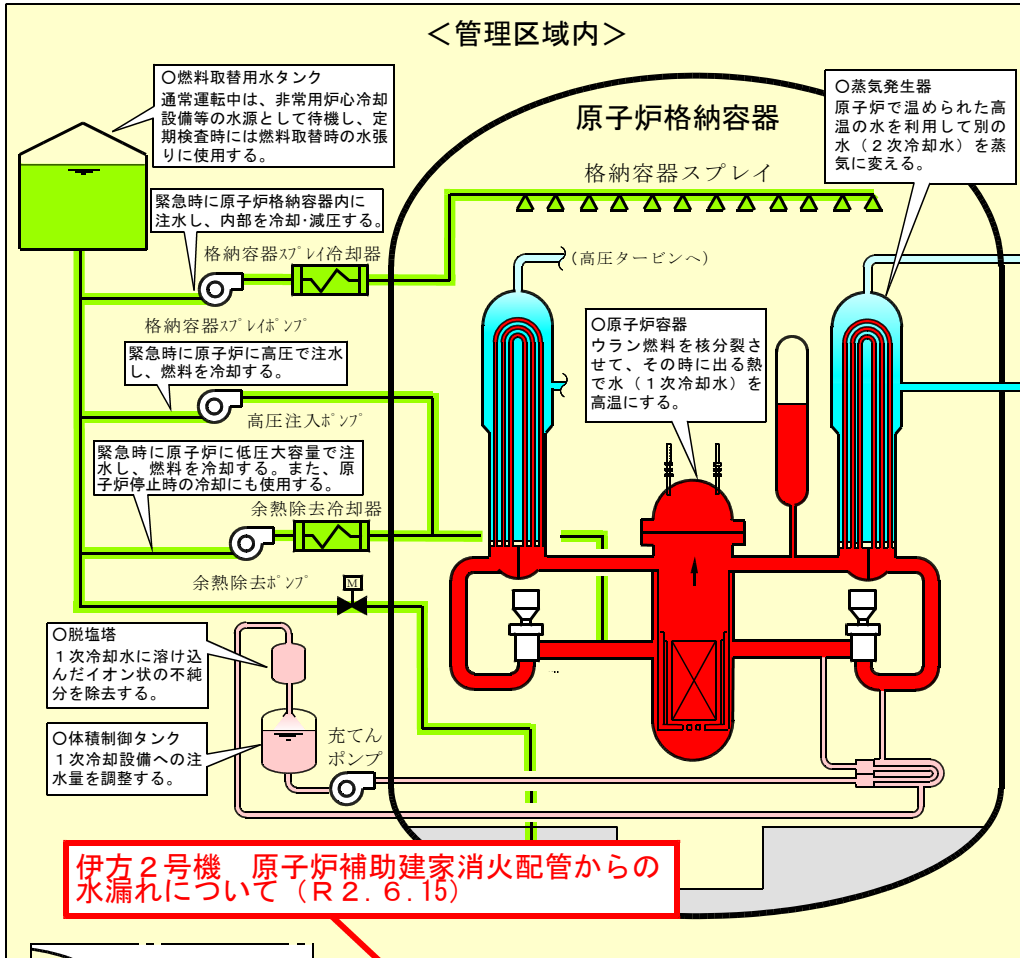 ＜管理区域内＞
○燃料取替用水タンク
通常運転中は、非常用炉心冷却
設備等の水源として待機し、定
期検査時には燃料取替時の水張
りに使用する。
○蒸気発生器
原子炉で温められた高
温の水を利用して別の
水（２次冷却水）を蒸
気に変える。
原子炉格納容器
格納容器スプレイ
緊急時に原子炉格納容器内に
注水し、内部を冷却･減圧する。
格納容器ｽﾌﾟﾚｲ冷却器
（高圧タービンへ）
格納容器ｽﾌﾟﾚｲﾎﾟﾝﾌﾟ
○原子炉容器
ウラン燃料を核分裂さ
せて、その時に出る熱
で水（１次冷却水）を
高温にする。
緊急時に原子炉に高圧で注水
し、燃料を冷却する。
高圧注入ﾎﾟﾝﾌﾟ
緊急時に原子炉に低圧大容量で注
水し、燃料を冷却する。また、原
子炉停止時の冷却にも使用する。
余熱除去冷却器
余熱除去ﾎﾟﾝﾌﾟ
M
○脱塩塔
１次冷却水に溶け込
んだイオン状の不純
分を除去する。
○体積制御タンク
１次冷却設備への注
水量を調整する。
充てん
ポンプ
伊方２号機　原子炉補助建家消火配管からの
水漏れについて（Ｒ２.６.15）